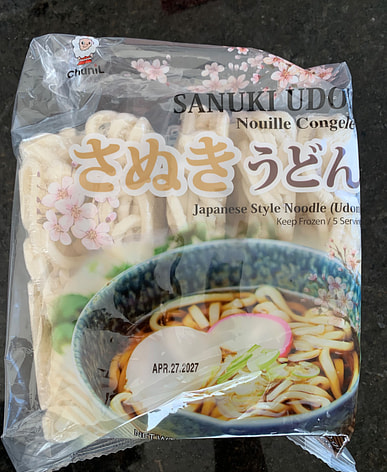 ChuniL
SANUKI UDO
Nouille Congelé
さぬきうどん
Japanese Style Noodle (Udon
Keep Frozen / 5 Servin
APR.27.2027